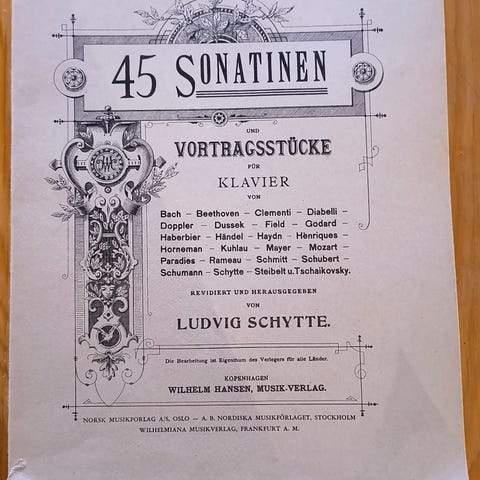 45 SONATINEN
UND
VORTRAGSSTÜCKE
FÜR
KLAVIER
VON
Bach – Beethoven – Clementi – Diabelli –
Doppler – Dussek – Field – Godard –
Haberbier – Händel – Haydn – Henriques –
Horneman – Kuhlau – Mayer – Mozart –
Paradies – Rameau – Schmitt – Schubert –
Schumann – Schytte – Steibelt u. Tschaikovsky.
REVIDIERT UND HERAUSGEGEBEN
VON
LUDVIG SCHYTTE.
Die Bearbeitung ist Eigenthum des Verlegers für alle Länder.
KOPENHAGEN
WILHELM HANSEN, MUSIK-VERLAG.
NORSK MUSIKFORLAG A/S, OSLO — A. B. NORDISKA MUSIKFÖRLAGET, STOCKHOLM
WILHELMIANA MUSIKVERLAG, FRANKFURT A. M.